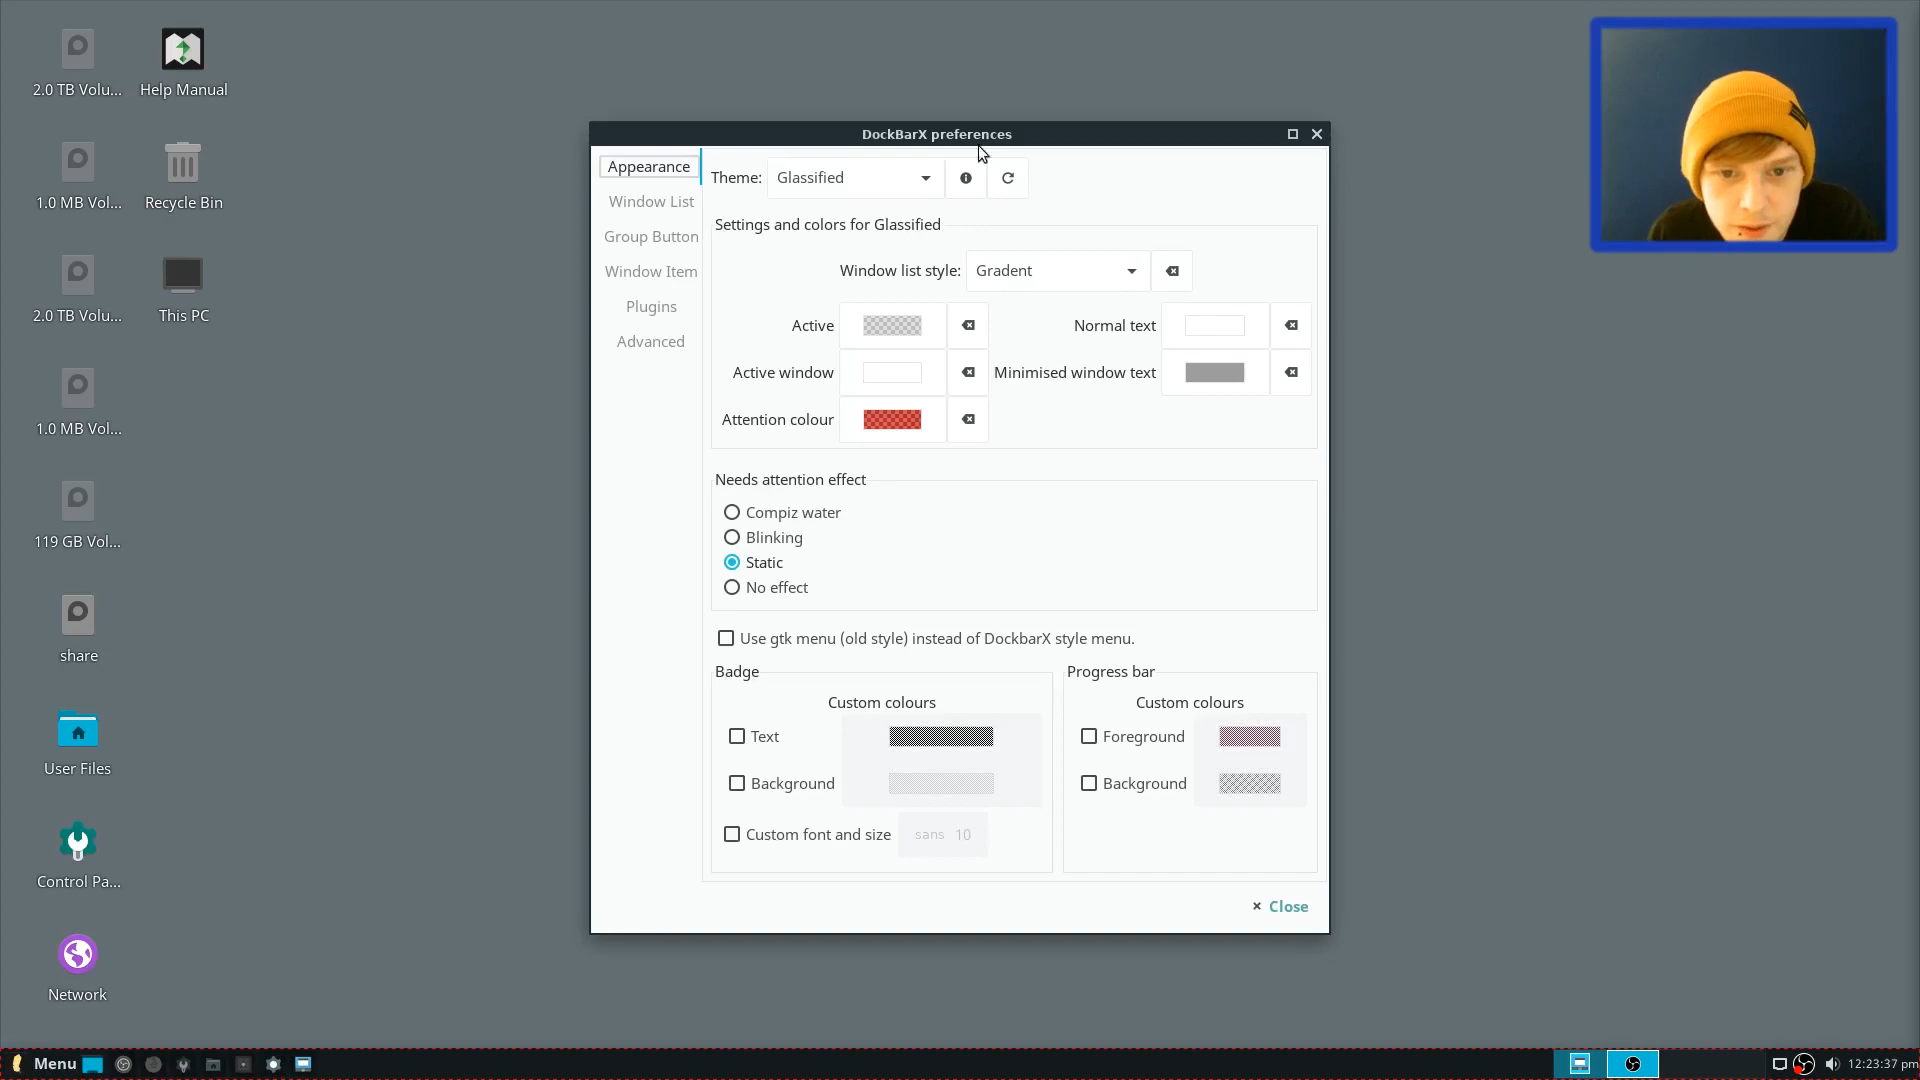 2.0 TB Volu...
Help Manual
1.0 MB Vol...
Recycle Bin
2.0 TB Volu...
This PC
1.0 MB Vol...
119 GB Vol...
share
User Files
Control Pa...
Network
DockBarX preferences
Appearance
Window List
Group Button
Window Item
Plugins
Advanced
Theme: Glassified
Settings and colors for Glassified
Window list style: Gradent
Active
Normal text
Active window
Minimised window text
Attention colour
Needs attention effect
Compiz water
Blinking
Static
No effect
Use gtk menu (old style) instead of DockbarX style menu.
Badge
Custom colours
Text
Background
Custom font and size sans 10
Progress bar
Custom colours
Foreground
Background
Close
Menu
12:23:37 pm